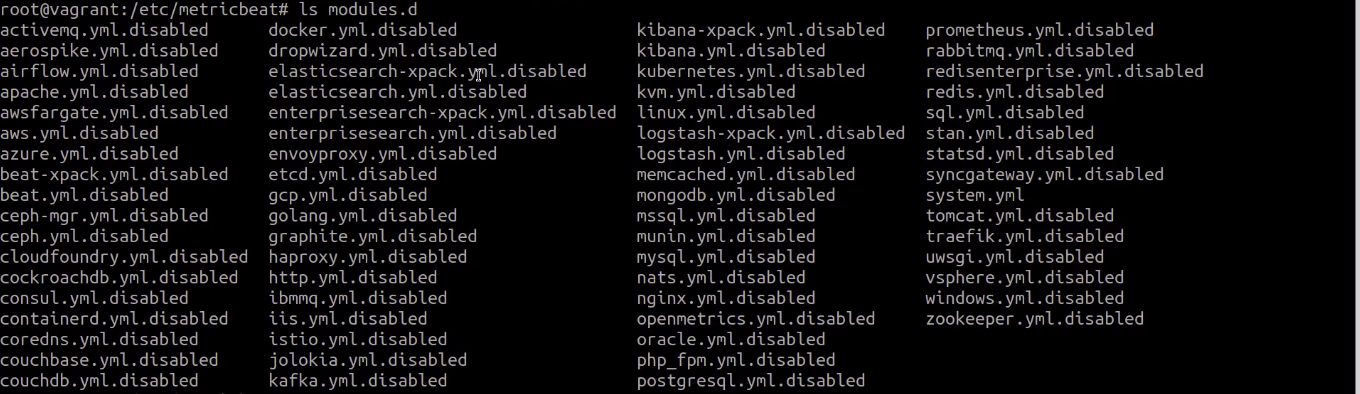 root@vagrant:/etc/metricbeat# ls modules.d
activemq.yml.disabled docker.yml.disabled kibana-xpack.yml.disabled prometheus.yml.disabled
aerospike.yml.disabled dropwizard.yml.disabled kibana.yml.disabled rabbitmq.yml.disabled
airflow.yml.disabled elasticsearch-xpack.yml.disabled kubernetes.yml.disabled redisenterprise.yml.disabled
apache.yml.disabled elasticsearch.yml.disabled kvm.yml.disabled redis.yml.disabled
awsfargate.yml.disabled enterprisesearch-xpack.yml.disabled linux.yml.disabled sql.yml.disabled
aws.yml.disabled enterprisesearch.yml.disabled logstash-xpack.yml.disabled stan.yml.disabled
azure.yml.disabled envoyproxy.yml.disabled logstash.yml.disabled statsd.yml.disabled
beat-xpack.yml.disabled etcd.yml.disabled memcached.yml.disabled syncgateway.yml.disabled
beat.yml.disabled gcp.yml.disabled mongodb.yml.disabled system.yml
ceph-mgr.yml.disabled golang.yml.disabled mssql.yml.disabled tomcat.yml.disabled
ceph.yml.disabled graphite.yml.disabled munin.yml.disabled traefik.yml.disabled
cloudfoundry.yml.disabled haproxy.yml.disabled mysql.yml.disabled uwsgi.yml.disabled
cockroachdb.yml.disabled http.yml.disabled nats.yml.disabled vsphere.yml.disabled
consul.yml.disabled ibmmq.yml.disabled nginx.yml.disabled windows.yml.disabled
containerd.yml.disabled iis.yml.disabled openmetrics.yml.disabled zookeeper.yml.disabled
coredns.yml.disabled istio.yml.disabled oracle.yml.disabled
couchbase.yml.disabled jolokia.yml.disabled php_fpm.yml.disabled
couchdb.yml.disabled kafka.yml.disabled postgresql.yml.disabled